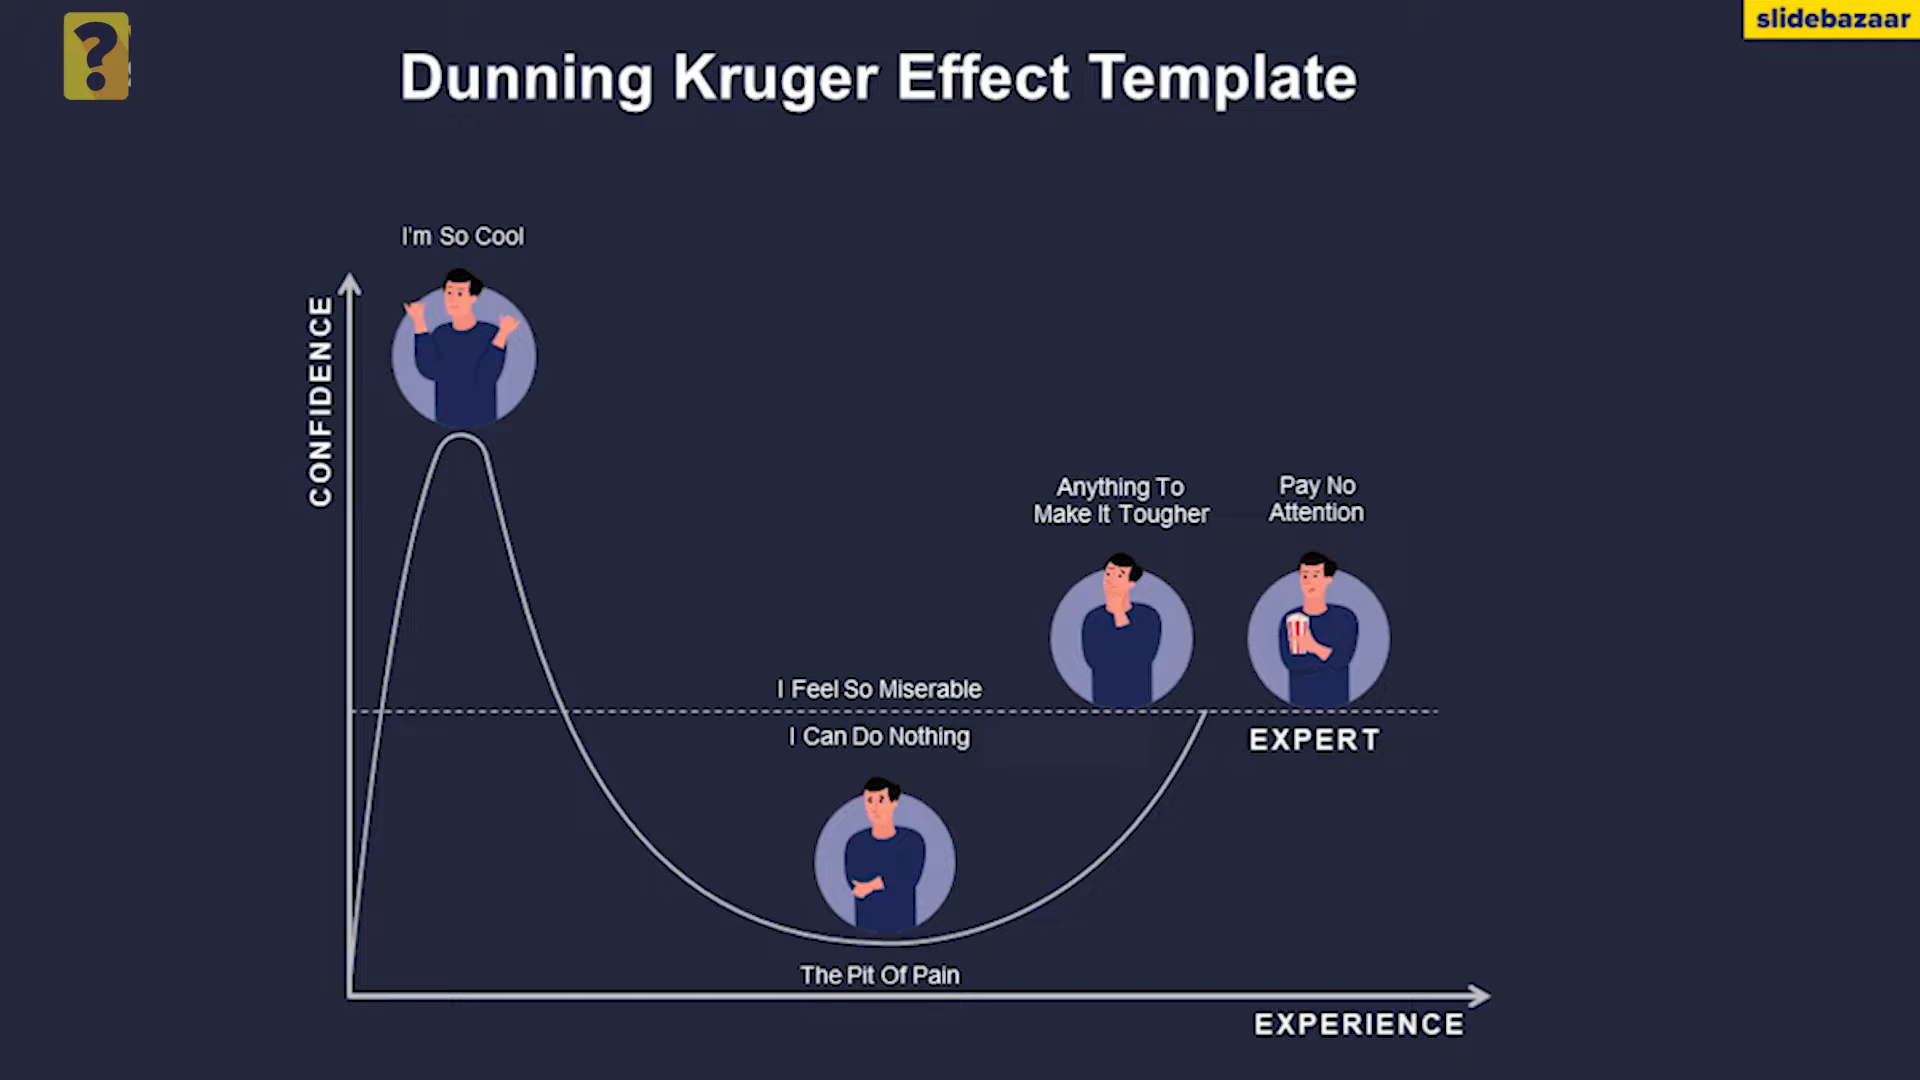 ?
slidebazaar
Dunning Kruger Effect Template
I'm So Cool
CONFIDENCE
Anything To
Make It Tougher
Pay No
Attention
I Feel So Miserable
I Can Do Nothing
EXPERT
The Pit Of Pain
EXPERIENCE